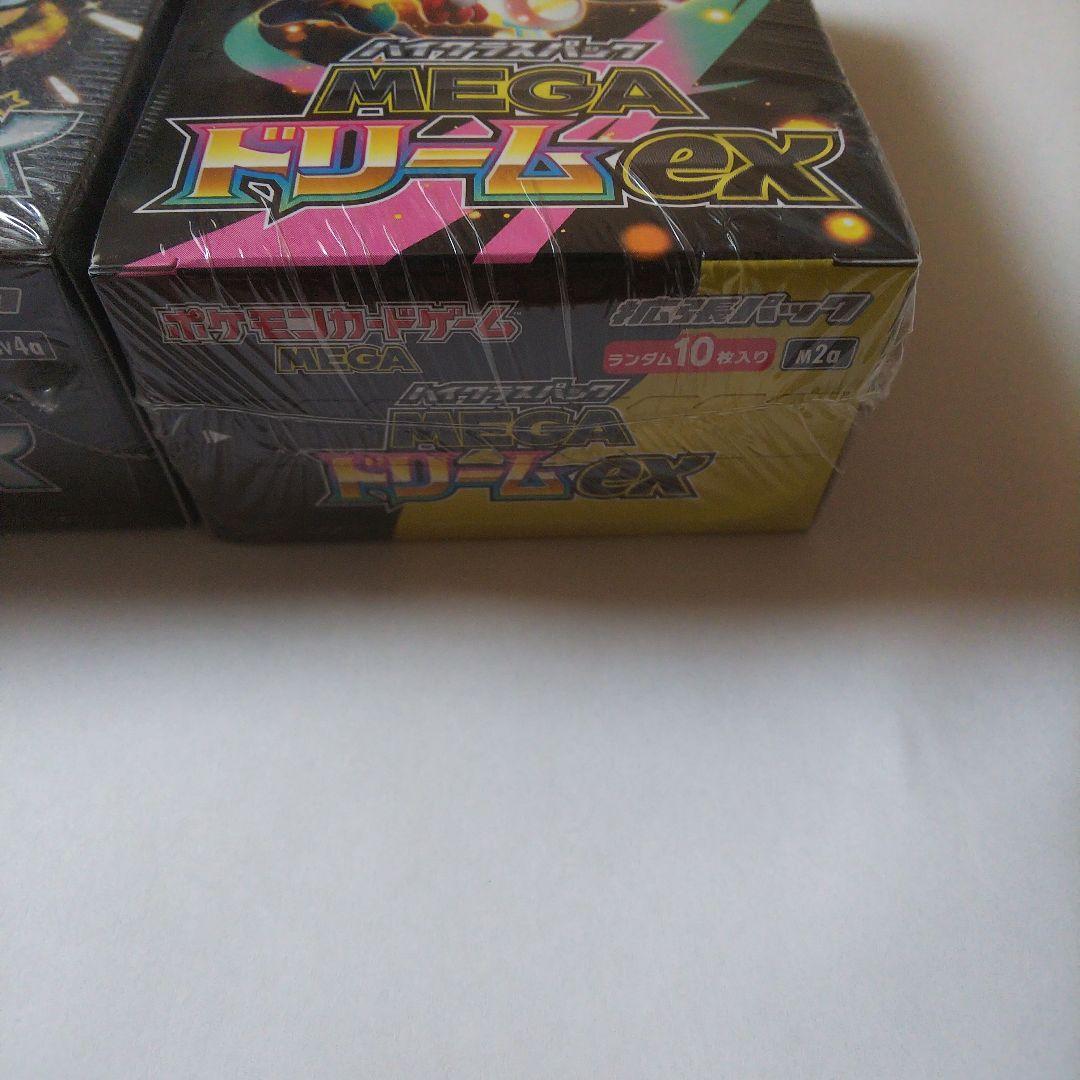 ハイクラスパック
MEGA
ドリームex
ポケモンカードゲーム
MEGA
拡張パック
ランダム10枚入り
M2a
ハイクラスパック
MEGA
ドリームex
v4a